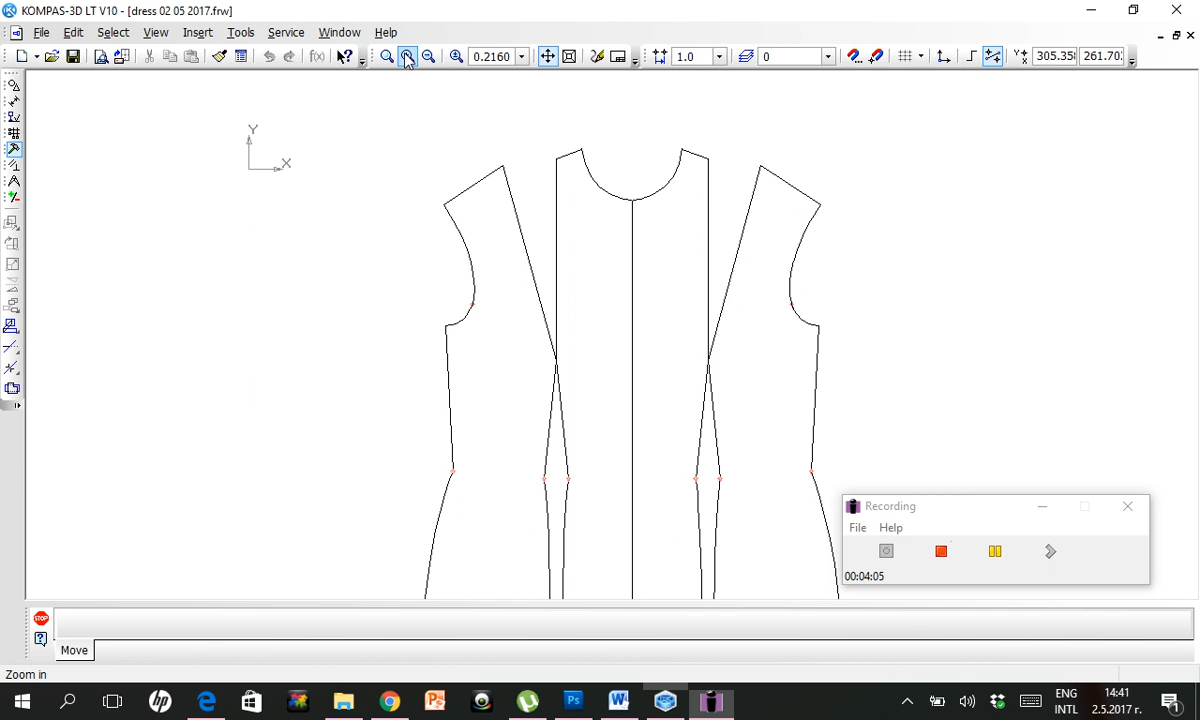 KOMPAS-3D LT V10 - [dress 02 05 2017.frw]
File Edit Select View Insert Tools Service Window Help
f(x) 0.2160 1.0 0 305.35 261.70
Y
X
Recording
File Help
00:04:05
STOP
Move
Zoom in
ENG 14:41
INTL 2.5.2017 г.